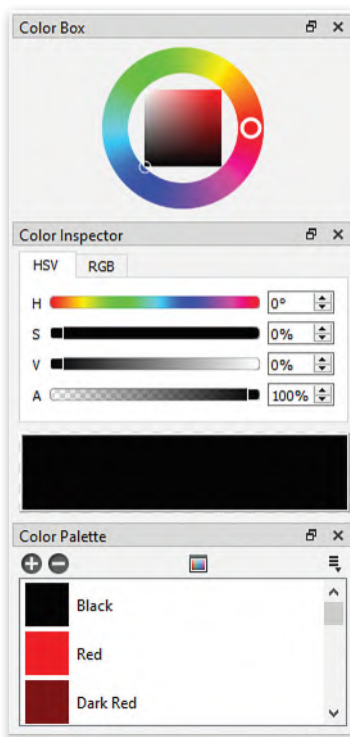 Color Box
Color Inspector
HSV RGB
H 0°
S 0%
V 0%
A 100%
Color Palette
Black
Red
Dark Red